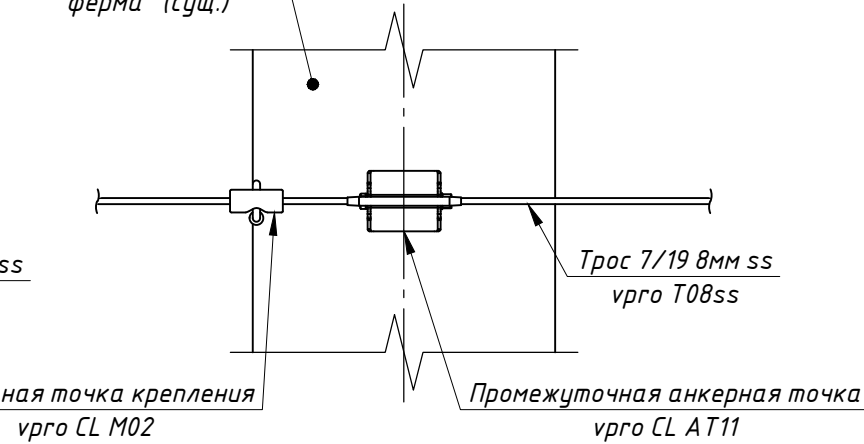 ферма (сущ.)
ss
Трос 7/19 8мм ss
vpro T08ss
ная точка крепления
vpro CL M02
Промежуточная анкерная точка
vpro CL AT11